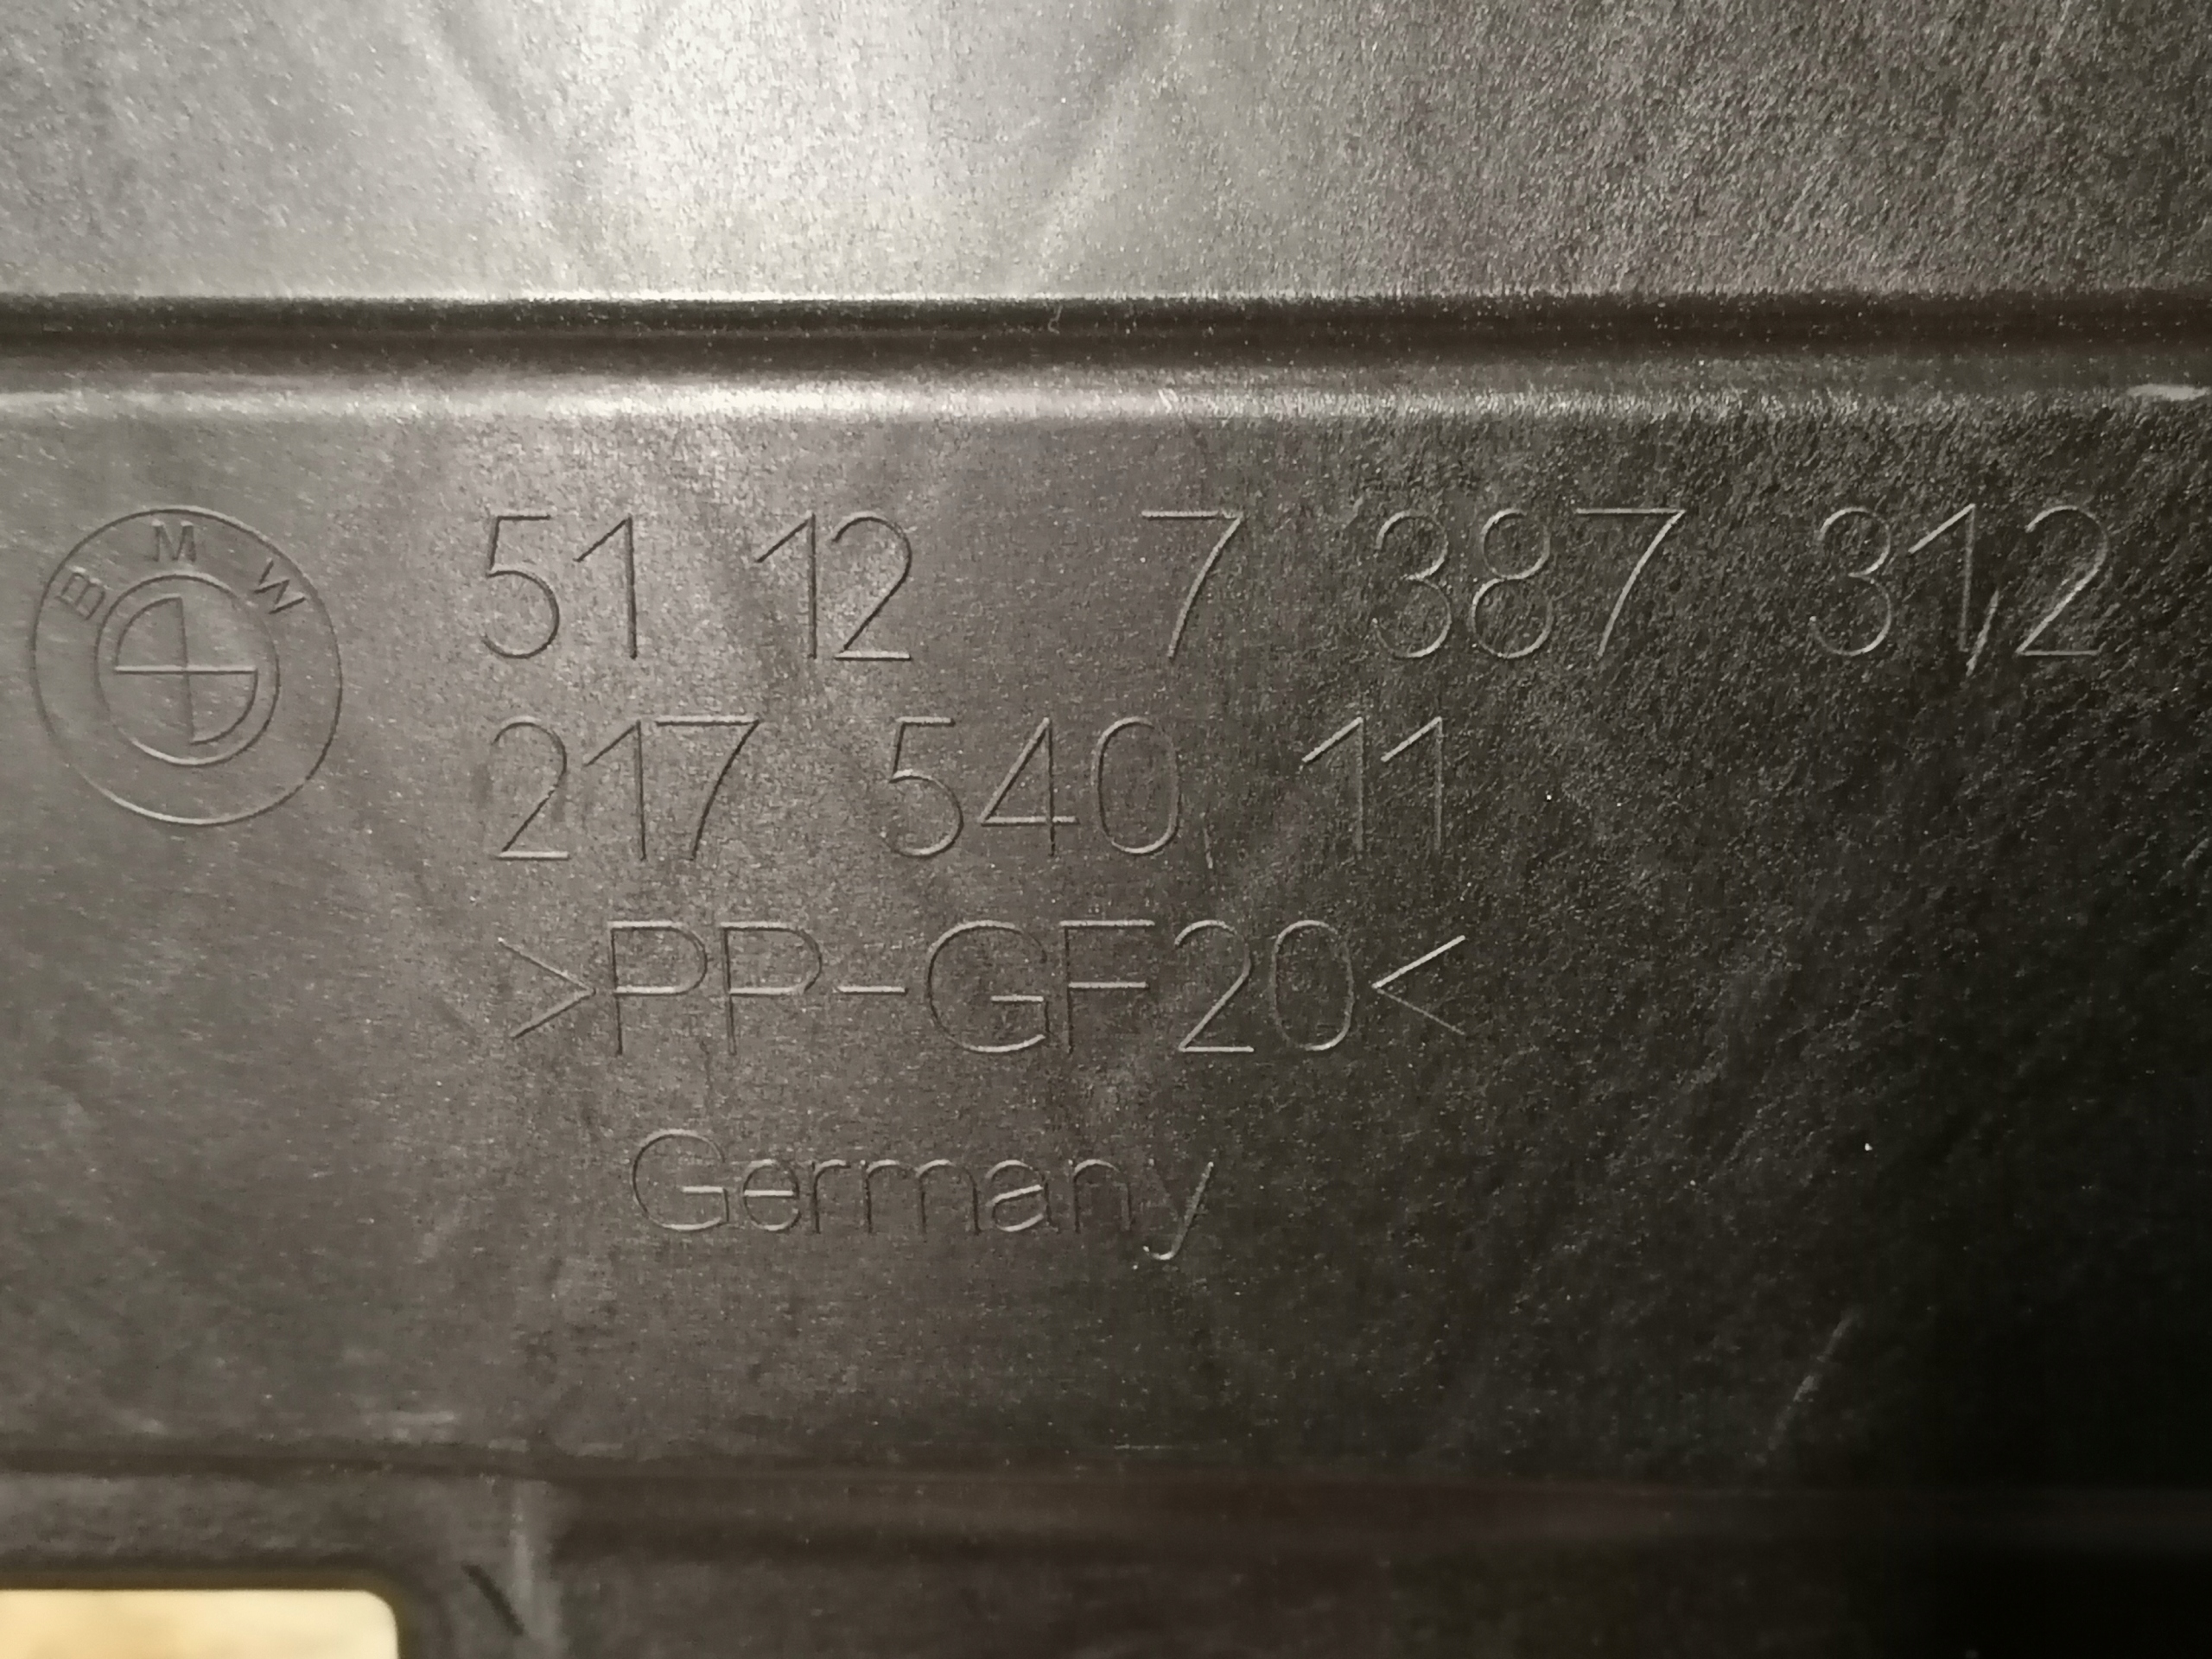 BMW
51 12 7 387 312
217 540 11
>PP-GF20<
Germany